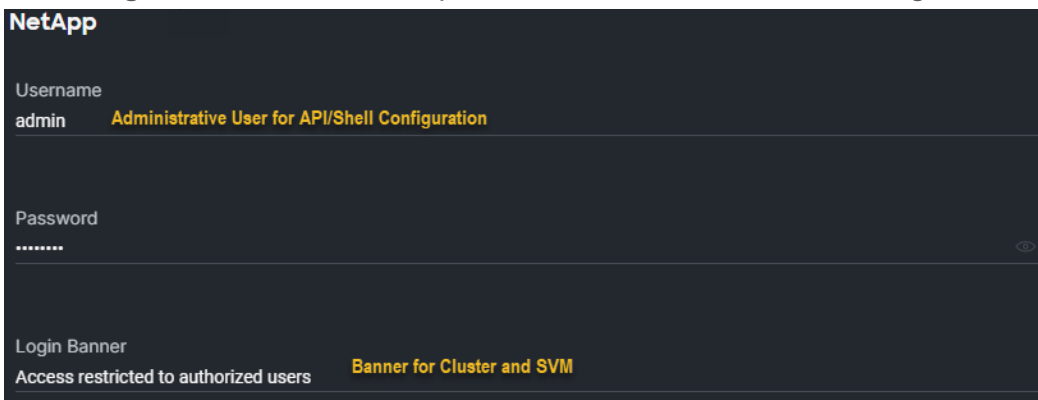 NetApp
Username
admin Administrative User for API/Shell Configuration
Password
••••••••
Login Banner
Access restricted to authorized users Banner for Cluster and SVM